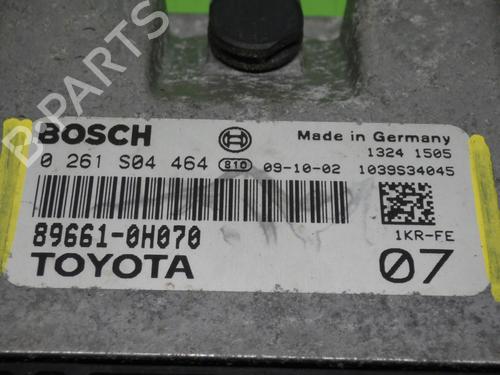 B-PARTS
BOSCH
Made in Germany
0 261 S04 464 810 09-10-02
1324 1505
1039S34045
89661-0H070
1KR-FE
TOYOTA
07